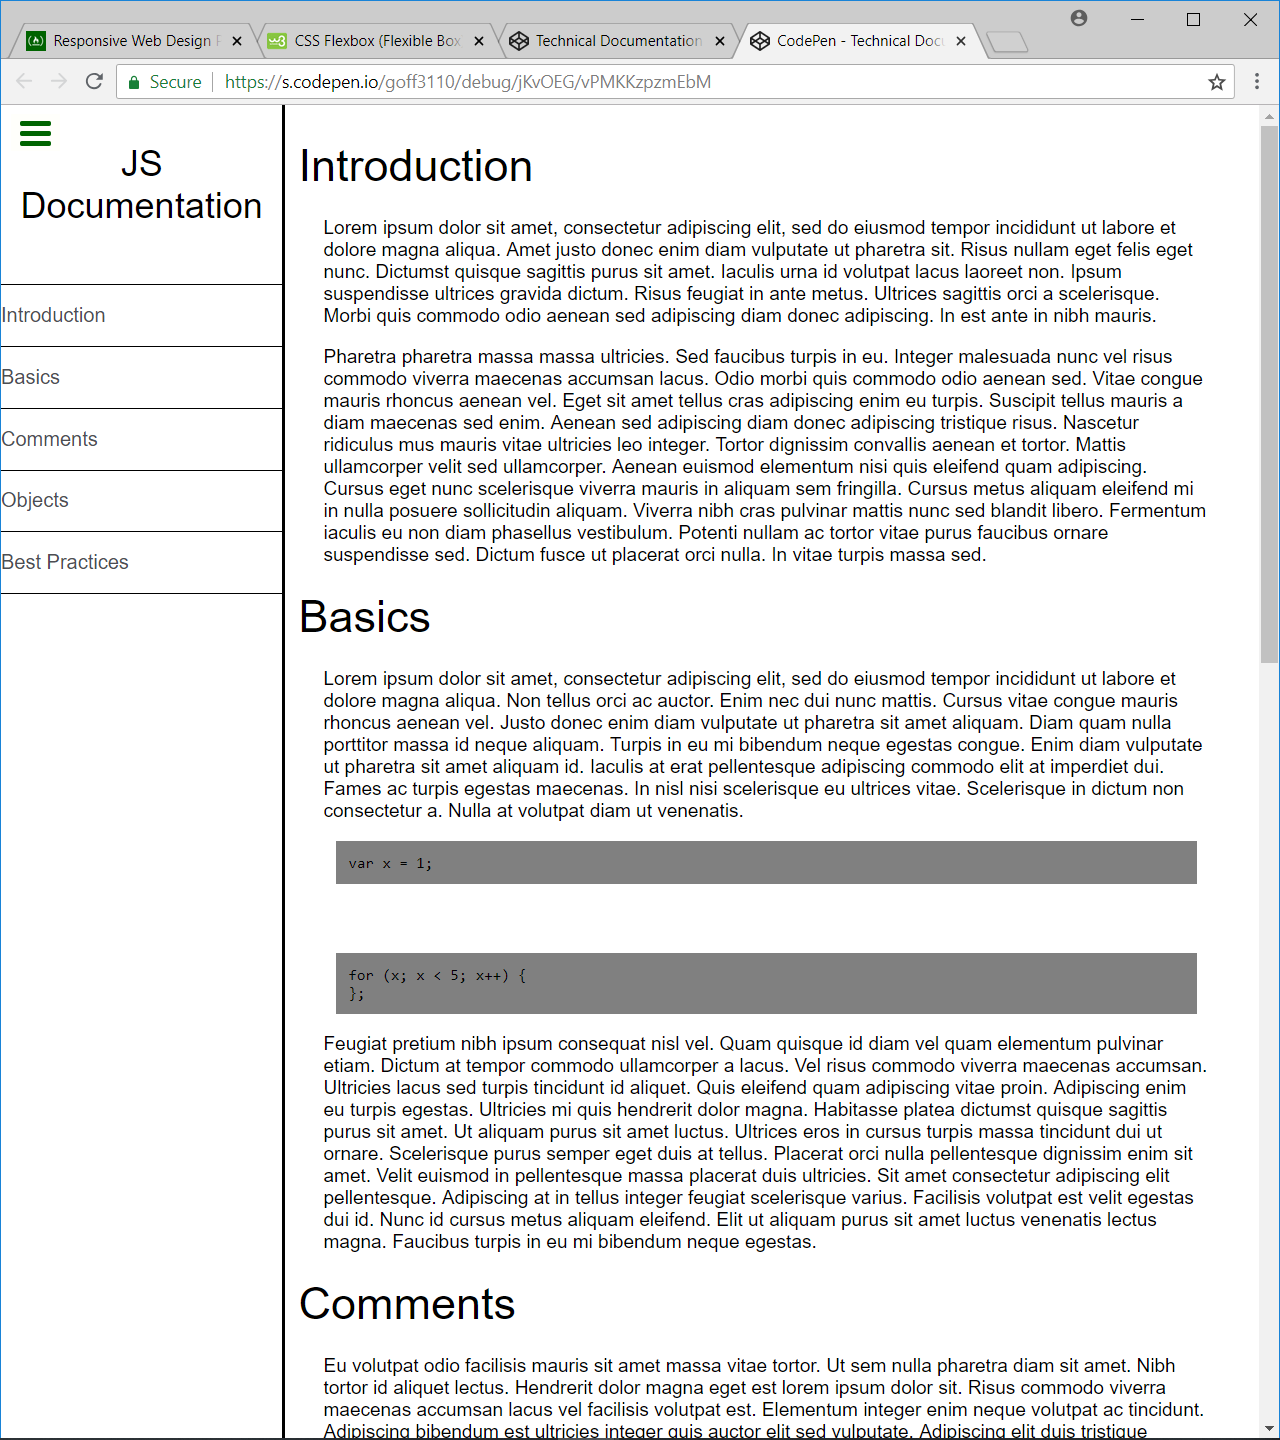 Responsive Web Design
CSS Flexbox (Flexible Box
Technical Documentation
CodePen - Technical Doc
Secure
https://s.codepen.io/goff3110/debug/jKvOEG/vPMKKzpzmEbM
JS
Documentation
Introduction
Basics
Comments
Objects
Best Practices
Introduction
Lorem ipsum dolor sit amet, consectetur adipiscing elit, sed do eiusmod tempor incididunt ut labore et
dolore magna aliqua. Amet justo donec enim diam vulputate ut pharetra sit. Risus nullam eget felis eget
nunc. Dictumst quisque sagittis purus sit amet. Iaculis urna id volutpat lacus laoreet non. Ipsum
suspendisse ultrices gravida dictum. Risus feugiat in ante metus. Ultrices sagittis orci a scelerisque.
Morbi quis commodo odio aenean sed adipiscing diam donec adipiscing. In est ante in nibh mauris.
Pharetra pharetra massa massa ultricies. Sed faucibus turpis in eu. Integer malesuada nunc vel risus
commodo viverra maecenas accumsan lacus. Odio morbi quis commodo odio aenean sed. Vitae congue
mauris rhoncus aenean vel. Eget sit amet tellus cras adipiscing enim eu turpis. Suscipit tellus mauris a
diam maecenas sed enim. Aenean sed adipiscing diam donec adipiscing tristique risus. Nascetur
ridiculus mus mauris vitae ultricies leo integer. Tortor dignissim convallis aenean et tortor. Mattis
ullamcorper velit sed ullamcorper. Aenean euismod elementum nisi quis eleifend quam adipiscing.
Cursus eget nunc scelerisque viverra mauris in aliquam sem fringilla. Cursus metus aliquam eleifend mi
in nulla posuere sollicitudin aliquam. Viverra nibh cras pulvinar mattis nunc sed blandit libero. Fermentum
iaculis eu non diam phasellus vestibulum. Potenti nullam ac tortor vitae purus faucibus ornare
suspendisse sed. Dictum fusce ut placerat orci nulla. In vitae turpis massa sed.
Basics
Lorem ipsum dolor sit amet, consectetur adipiscing elit, sed do eiusmod tempor incididunt ut labore et
dolore magna aliqua. Non tellus orci ac auctor. Enim nec dui nunc mattis. Cursus vitae congue mauris
rhoncus aenean vel. Justo donec enim diam vulputate ut pharetra sit amet aliquam. Diam quam nulla
porttitor massa id neque aliquam. Turpis in eu mi bibendum neque egestas congue. Enim diam vulputate
ut pharetra sit amet aliquam id. Iaculis at erat pellentesque adipiscing commodo elit at imperdiet dui.
Fames ac turpis egestas maecenas. In nisl nisi scelerisque eu ultrices vitae. Scelerisque in dictum non
consectetur a. Nulla at volutpat diam ut venenatis.
var x = 1;
for (x; x < 5; x++) {
};
Feugiat pretium nibh ipsum consequat nisl vel. Quam quisque id diam vel quam elementum pulvinar
etiam. Dictum at tempor commodo ullamcorper a lacus. Vel risus commodo viverra maecenas accumsan.
Ultricies lacus sed turpis tincidunt id aliquet. Quis eleifend quam adipiscing vitae proin. Adipiscing enim
eu turpis egestas. Ultricies mi quis hendrerit dolor magna. Habitasse platea dictumst quisque sagittis
purus sit amet. Ut aliquam purus sit amet luctus. Ultrices eros in cursus turpis massa tincidunt dui ut
ornare. Scelerisque purus semper eget duis at tellus. Placerat orci nulla pellentesque dignissim enim sit
amet. Velit euismod in pellentesque massa placerat duis ultricies. Sit amet consectetur adipiscing elit
pellentesque. Adipiscing at in tellus integer feugiat scelerisque varius. Facilisis volutpat est velit egestas
dui id. Nunc id cursus metus aliquam eleifend. Elit ut aliquam purus sit amet luctus venenatis lectus
magna. Faucibus turpis in eu mi bibendum neque egestas.
Comments
Eu volutpat odio facilisis mauris sit amet massa vitae tortor. Ut sem nulla pharetra diam sit amet. Nibh
tortor id aliquet lectus. Hendrerit dolor magna eget est lorem ipsum dolor sit. Risus commodo viverra
maecenas accumsan lacus vel facilisis volutpat est. Elementum integer enim neque volutpat ac tincidunt.
Adipiscing bibendum est ultricies integer quis auctor elit sed vulputate. Adipiscing elit duis tristique